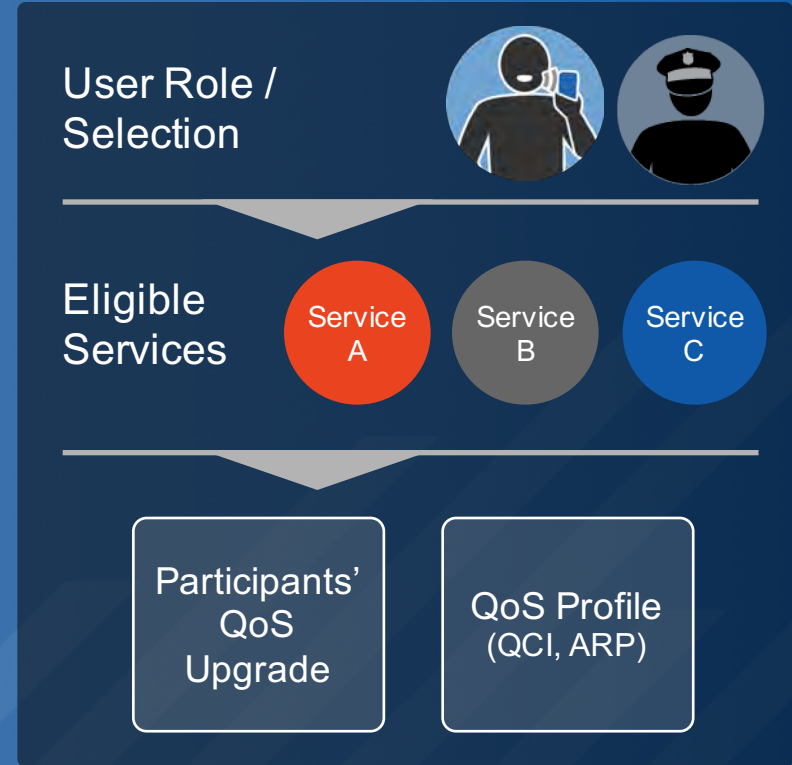 User Role /
Selection
Eligible
Services
Service
A
Service
B
Service
C
Participants’
QoS
Upgrade
QoS Profile
(QCI, ARP)